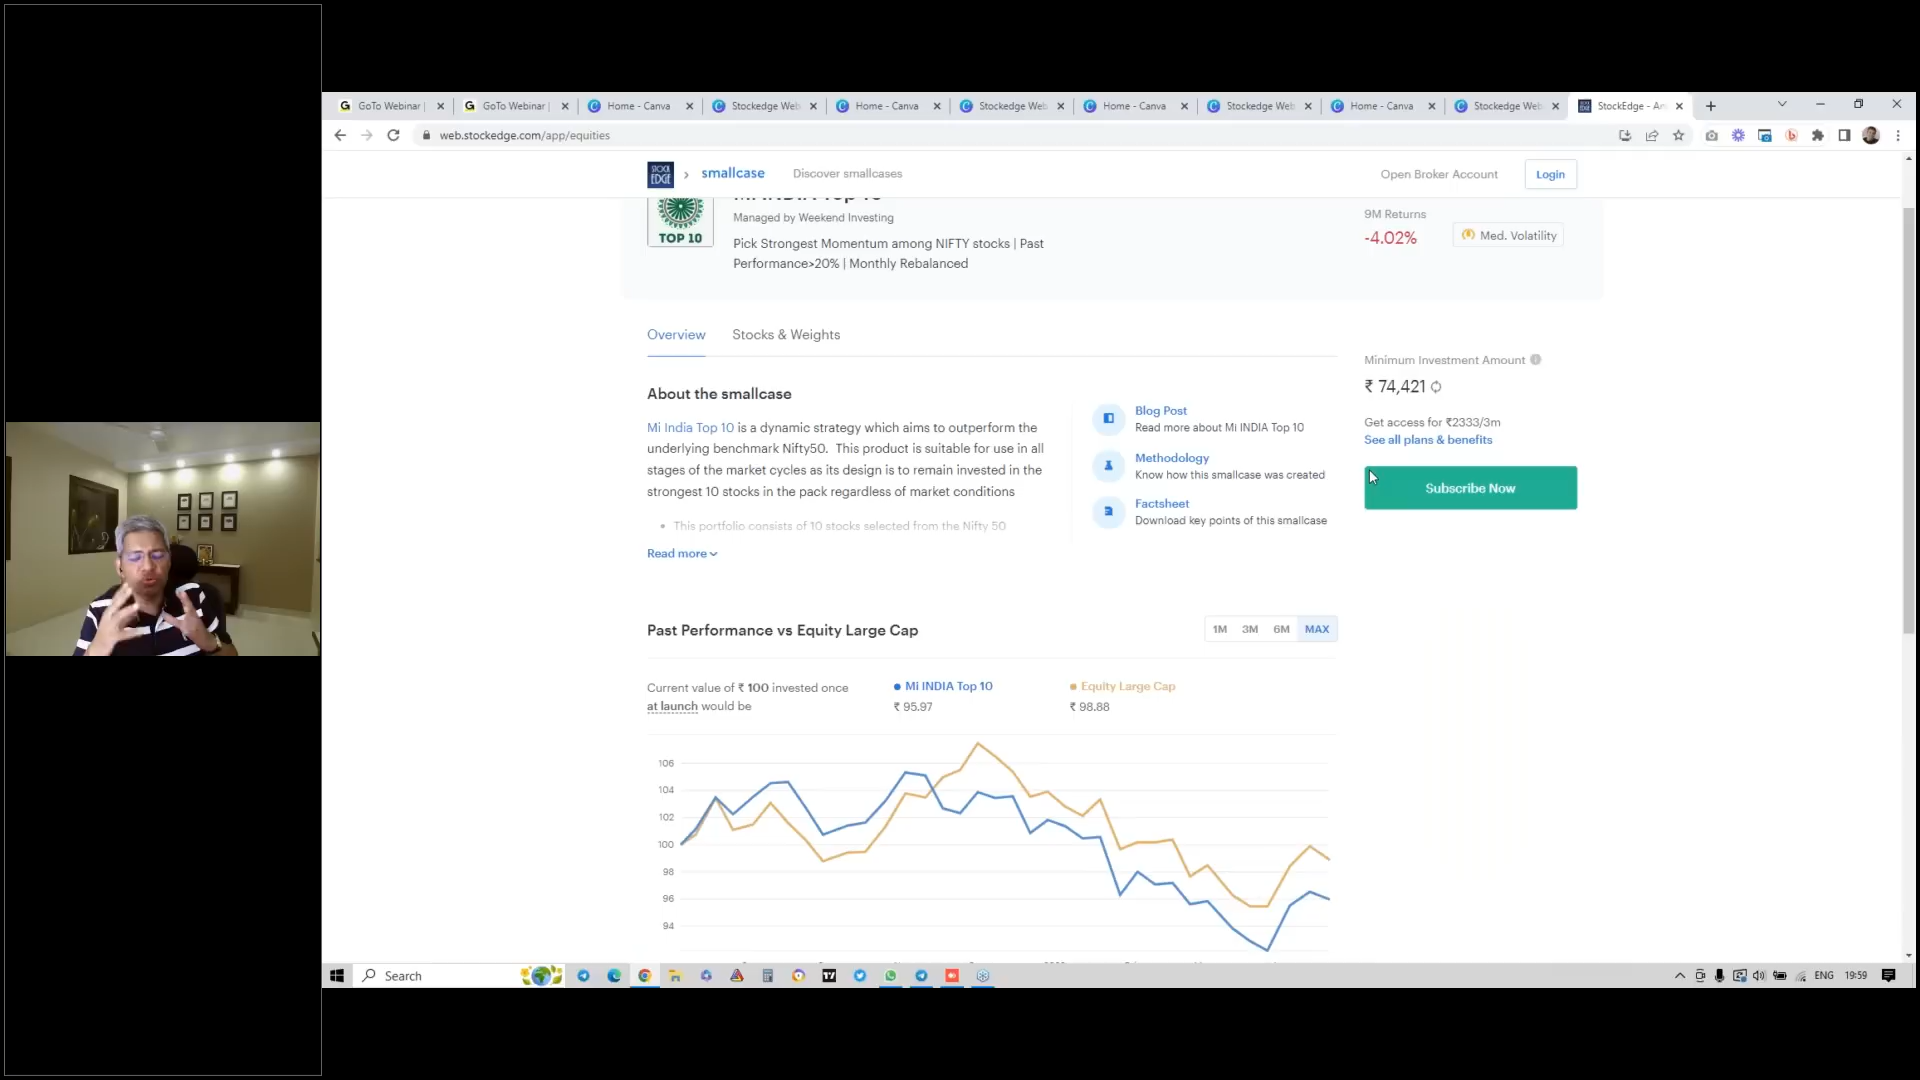 GoTo Webinar
GoTo Webinar
Home - Canva
Stockedge Web
Home - Canva
Stockedge Web
Home - Canva
Stockedge Web
Home - Canva
Stockedge Web
StockEdge - An
web.stockedge.com/app/equities
STOCK EDGE
smallcase
Discover smallcases
Open Broker Account
Login
TOP 10
Managed by Weekend Investing
Pick Strongest Momentum among NIFTY stocks | Past
Performance>20% | Monthly Rebalanced
9M Returns
-4.02%
Med. Volatility
Overview
Stocks & Weights
Minimum Investment Amount
₹ 74,421
Get access for ₹2333/3m
See all plans & benefits
Subscribe Now
About the smallcase
Mi India Top 10 is a dynamic strategy which aims to outperform the
underlying benchmark Nifty50. This product is suitable for use in all
stages of the market cycles as its design is to remain invested in the
strongest 10 stocks in the pack regardless of market conditions
• This portfolio consists of 10 stocks selected from the Nifty 50
Read more
Blog Post
Read more about Mi INDIA Top 10
Methodology
Know how this smallcase was created
Factsheet
Download key points of this smallcase
Past Performance vs Equity Large Cap
1M 3M 6M MAX
Current value of ₹ 100 invested once
at launch would be
Mi INDIA Top 10
₹ 95.97
Equity Large Cap
₹ 98.88
106
104
102
100
98
96
94
Search
ENG
19:59